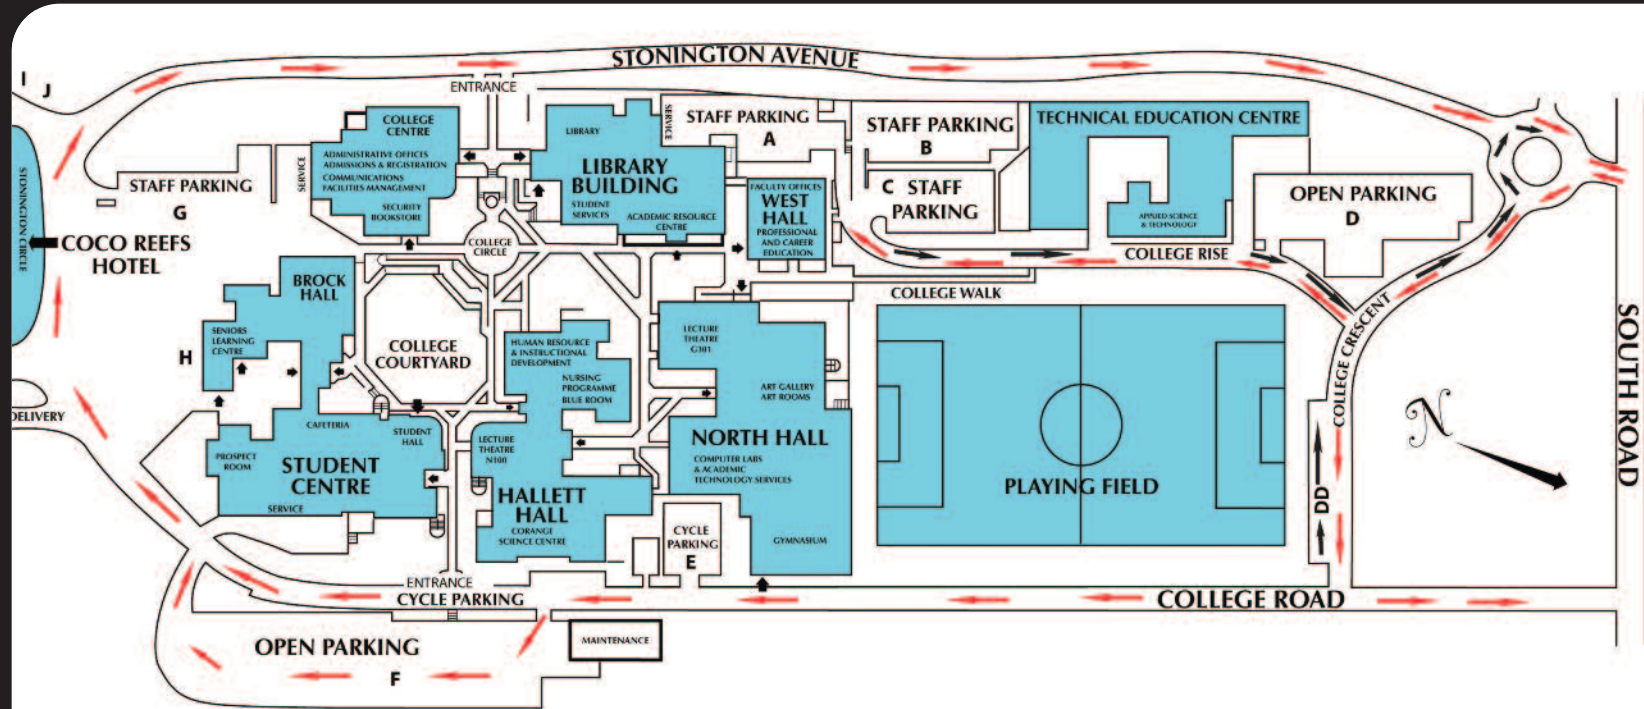 STONINGTON AVENUE
I
J
ENTRANCE
COLLEGE
CENTRE
ADMINISTRATIVE OFFICES
ADMISSIONS & REGISTRATION
COMMUNICATIONS
FACILITIES MANAGEMENT
SECURITY
BOOKSTORE
SERVICE
LIBRARY
LIBRARY
BUILDING
STUDENT
SERVICES
ACADEMIC RESOURCE
CENTRE
SERVICE
STAFF PARKING
A
STAFF PARKING
B
C STAFF
PARKING
TECHNICAL EDUCATION CENTRE
APPLIED SCIENCE
& TECHNOLOGY
OPEN PARKING
D
STAFF PARKING
G
STONINGTON CIRCLE
COCO REEFS
HOTEL
COLLEGE
CIRCLE
FACULTY OFFICES
WEST
HALL
PROFESSIONAL
AND CAREER
EDUCATION
COLLEGE RISE
COLLEGE WALK
COLLEGE CRESCENT
SOUTH ROAD
BROCK
HALL
SENIORS
LEARNING
CENTRE
H
COLLEGE
COURTYARD
HUMAN RESOURCE
& INSTRUCTIONAL
DEVELOPMENT
NURSING
PROGRAMME
BLUE ROOM
LECTURE
THEATRE
G301
ART GALLERY
ART ROOMS
NORTH HALL
COMPUTER LABS
& ACADEMIC
TECHNOLOGY SERVICES
GYMNASIUM
PLAYING FIELD
N
DD
DELIVERY
CAFETERIA
STUDENT
HALL
PROSPECT
ROOM
STUDENT
CENTRE
SERVICE
LECTURE
THEATRE
N100
HALLETT
HALL
CORANGE
SCIENCE CENTRE
CYCLE
PARKING
E
ENTRANCE
CYCLE PARKING
COLLEGE ROAD
OPEN PARKING
F
MAINTENANCE